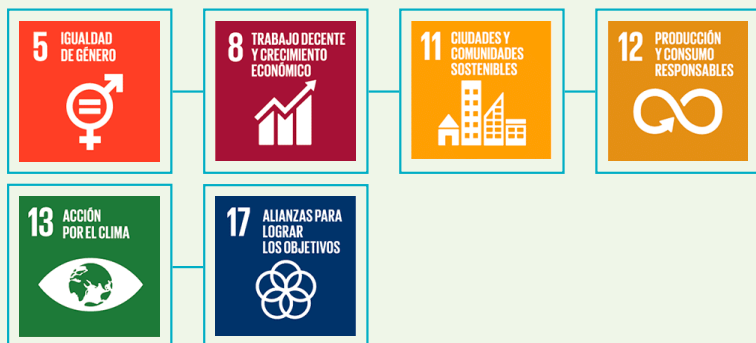 5 IGUALDAD
DE GÉNERO
8 TRABAJO DECENTE
Y CRECIMIENTO
ECONÓMICO
11 CIUDADES Y
COMUNIDADES
SOSTENIBLES
12 PRODUCCIÓN
Y CONSUMO
RESPONSABLES
13 ACCIÓN
POR EL CLIMA
17 ALIANZAS PARA
LOGRAR
LOS OBJETIVOS